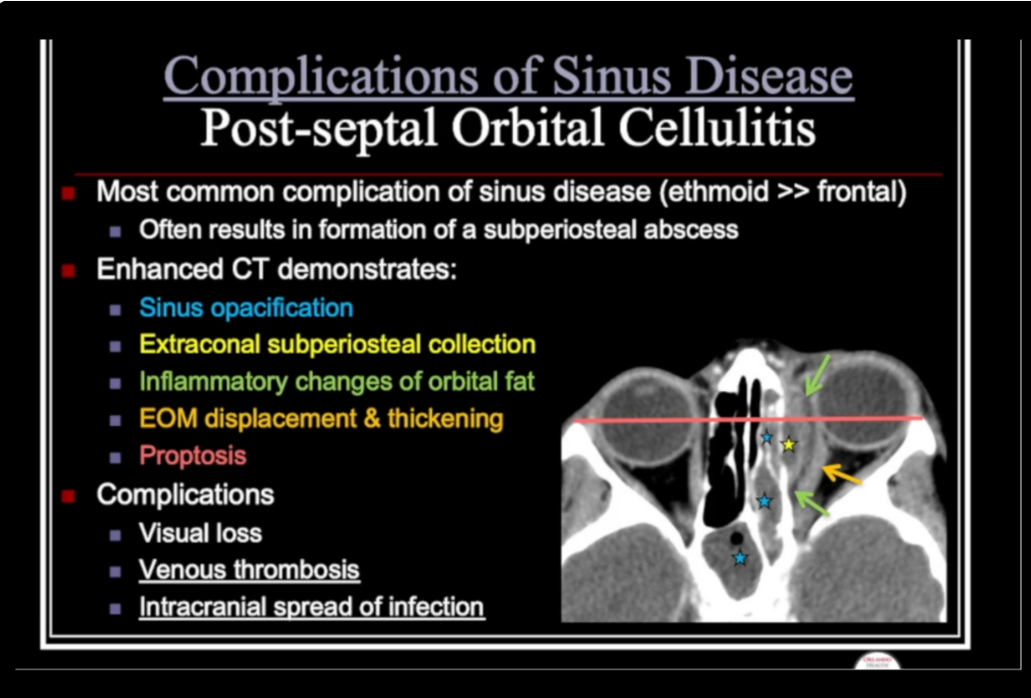 Complications of Sinus Disease
Post-septal Orbital Cellulitis
Most common complication of sinus disease (ethmoid >> frontal)
Often results in formation of a subperiosteal abscess
Enhanced CT demonstrates:
Sinus opacification
Extraconal subperiosteal collection
Inflammatory changes of orbital fat
EOM displacement & thickening
Proptosis
Complications
Visual loss
Venous thrombosis
Intracranial spread of infection